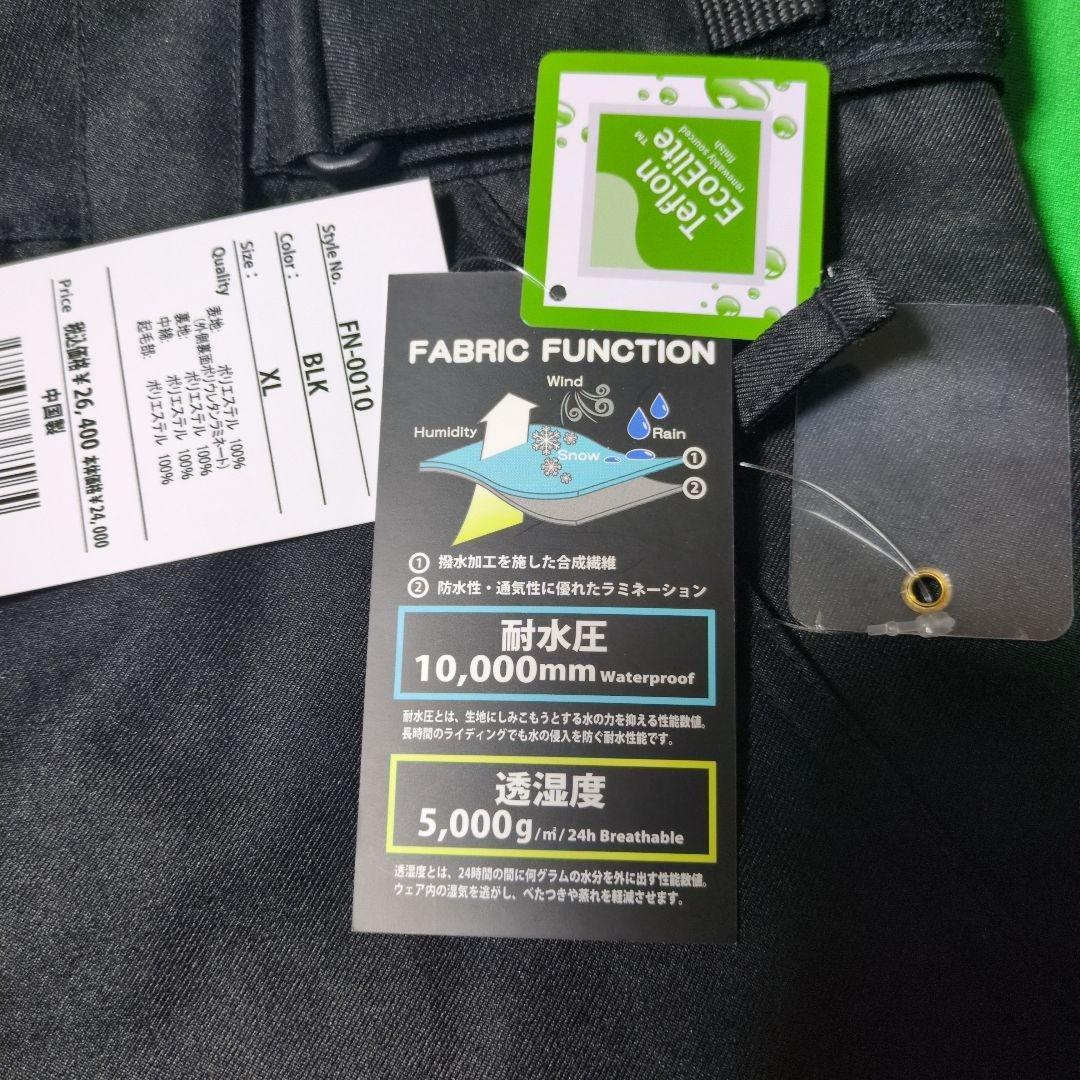 Teflon™
EcoElite
renewably sourced
finish
Style No. FN-0010
Color: BLK
Size: XL
Quality
表地: ポリエステル 100%
(外側裏面ポリウレタンラミネート)
裏地: ポリエステル 100%
中綿: ポリエステル 100%
起毛部: ポリエステル 100%
Price 税込価格¥26,400 本体価格¥24,000
中国製
FABRIC FUNCTION
Wind
Humidity
Rain
Snow
①
②
① 撥水加工を施した合成繊維
② 防水性・通気性に優れたラミネーション
耐水圧
10,000mm Waterproof
耐水圧とは、生地にしみこもうとする水の力を抑える性能数値。
長時間のライディングでも水の侵入を防ぐ耐水性能です。
透湿度
5,000g/㎡/24h Breathable
透湿度とは、24時間の間に何グラムの水分を外に出す性能数値。
ウェア内の湿気を逃がし、べたつきや蒸れを軽減させます。